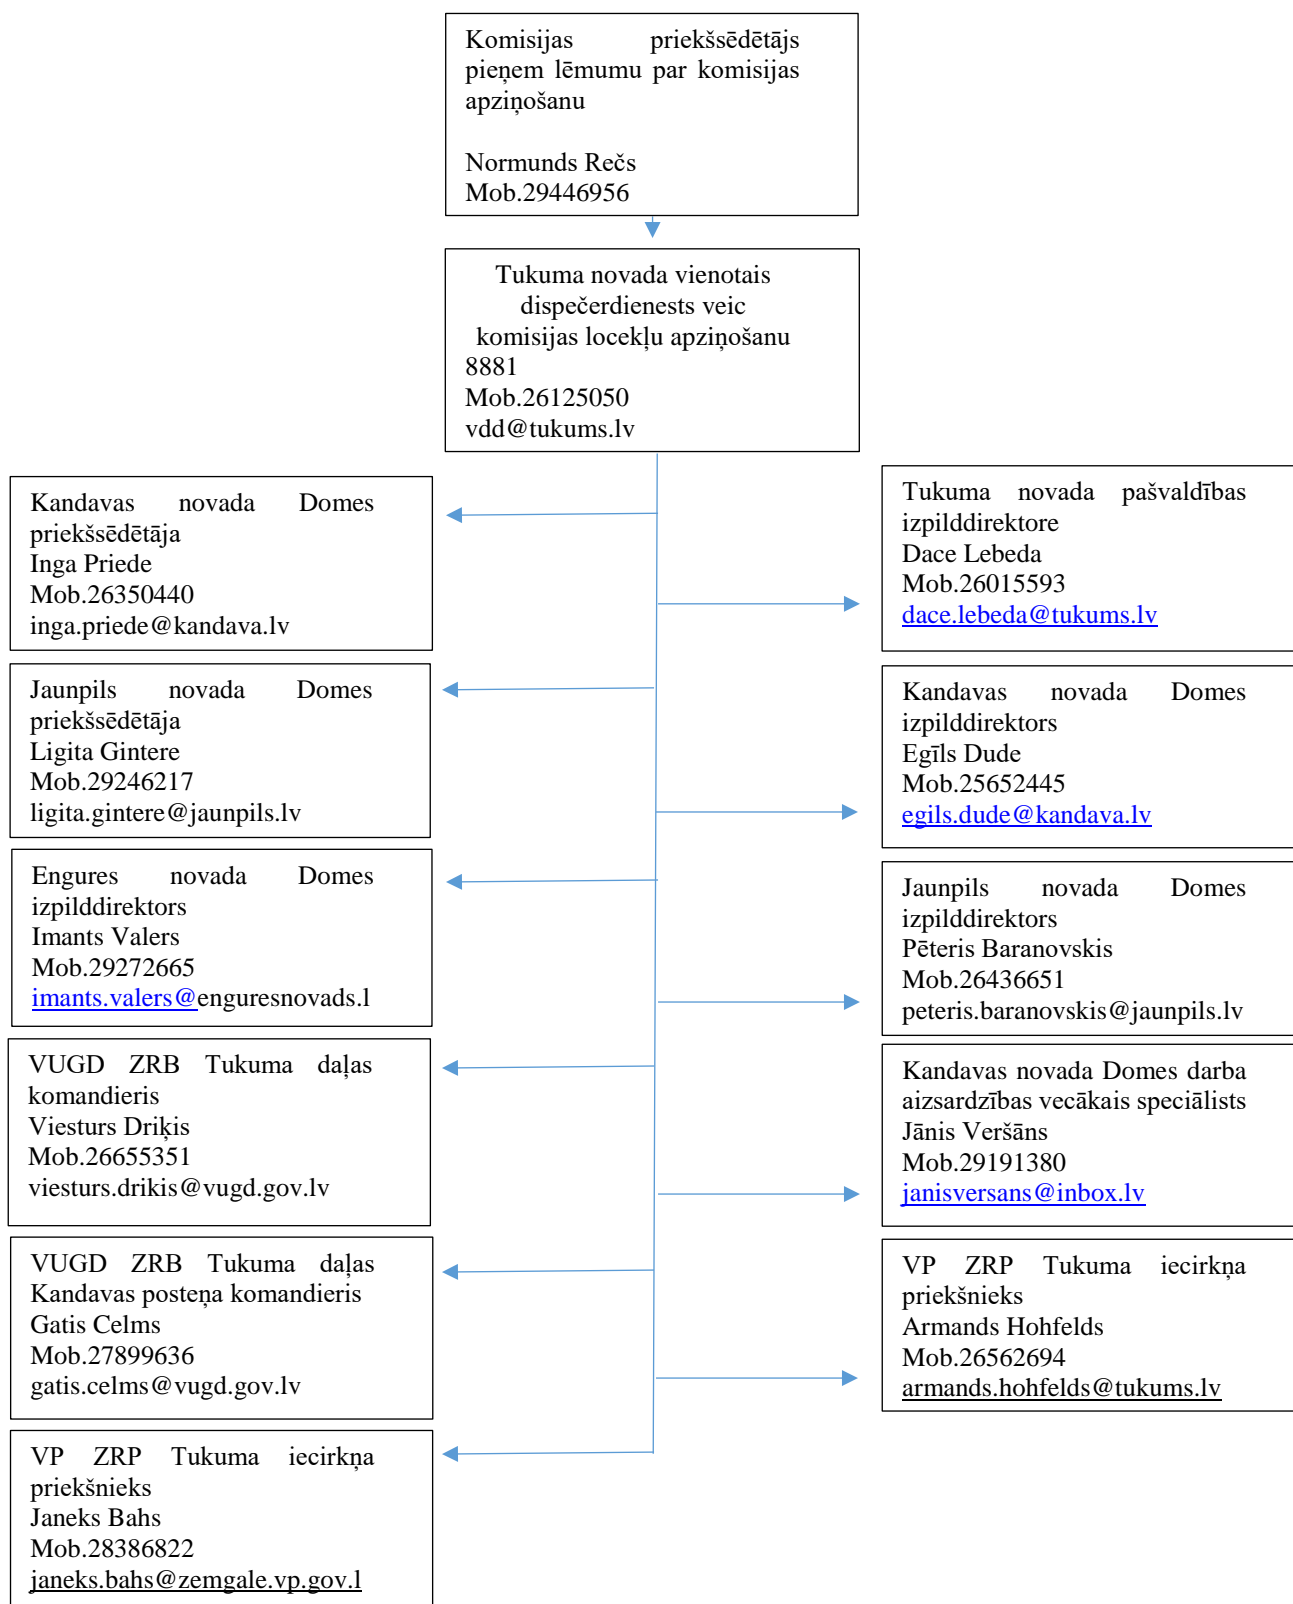 Komisijas priekšsēdētājs
pieņem lēmumu par komisijas
apziņošanu
Normunds Rečs
Mob.29446956
Tukuma novada vienotais
dispečerdienests veic
komisijas locekļu apziņošanu
8881
Mob.26125050
vdd@tukums.lv
Kandavas novada Domes
priekšsēdētāja
Inga Priede
Mob.26350440
inga.priede@kandava.lv
Jaunpils novada Domes
priekšsēdētāja
Ligita Gintere
Mob.29246217
ligita.gintere@jaunpils.lv
Engures novada Domes
izpilddirektors
Imants Valers
Mob.29272665
imants.valers@enguresnovads.l
VUGD ZRB Tukuma daļas
komandieris
Viesturs Driķis
Mob.26655351
viesturs.drikis@vugd.gov.lv
VUGD ZRB Tukuma daļas
Kandavas posteņa komandieris
Gatis Celms
Mob.27899636
gatis.celms@vugd.gov.lv
VP ZRP Tukuma iecirkņa
priekšnieks
Janeks Bahs
Mob.28386822
janeks.bahs@zemgale.vp.gov.l
Tukuma novada pašvaldības
izpilddirektore
Dace Lebeda
Mob.26015593
dace.lebeda@tukums.lv
Kandavas novada Domes
izpilddirektors
Egīls Dude
Mob.25652445
egils.dude@kandava.lv
Jaunpils novada Domes
izpilddirektors
Pēteris Baranovskis
Mob.26436651
peteris.baranovskis@jaunpils.lv
Kandavas novada Domes darba
aizsardzības vecākais speciālists
Jānis Veršāns
Mob.29191380
janisversans@inbox.lv
VP ZRP Tukuma iecirkņa
priekšnieks
Armands Hohfelds
Mob.26562694
armands.hohfelds@tukums.lv